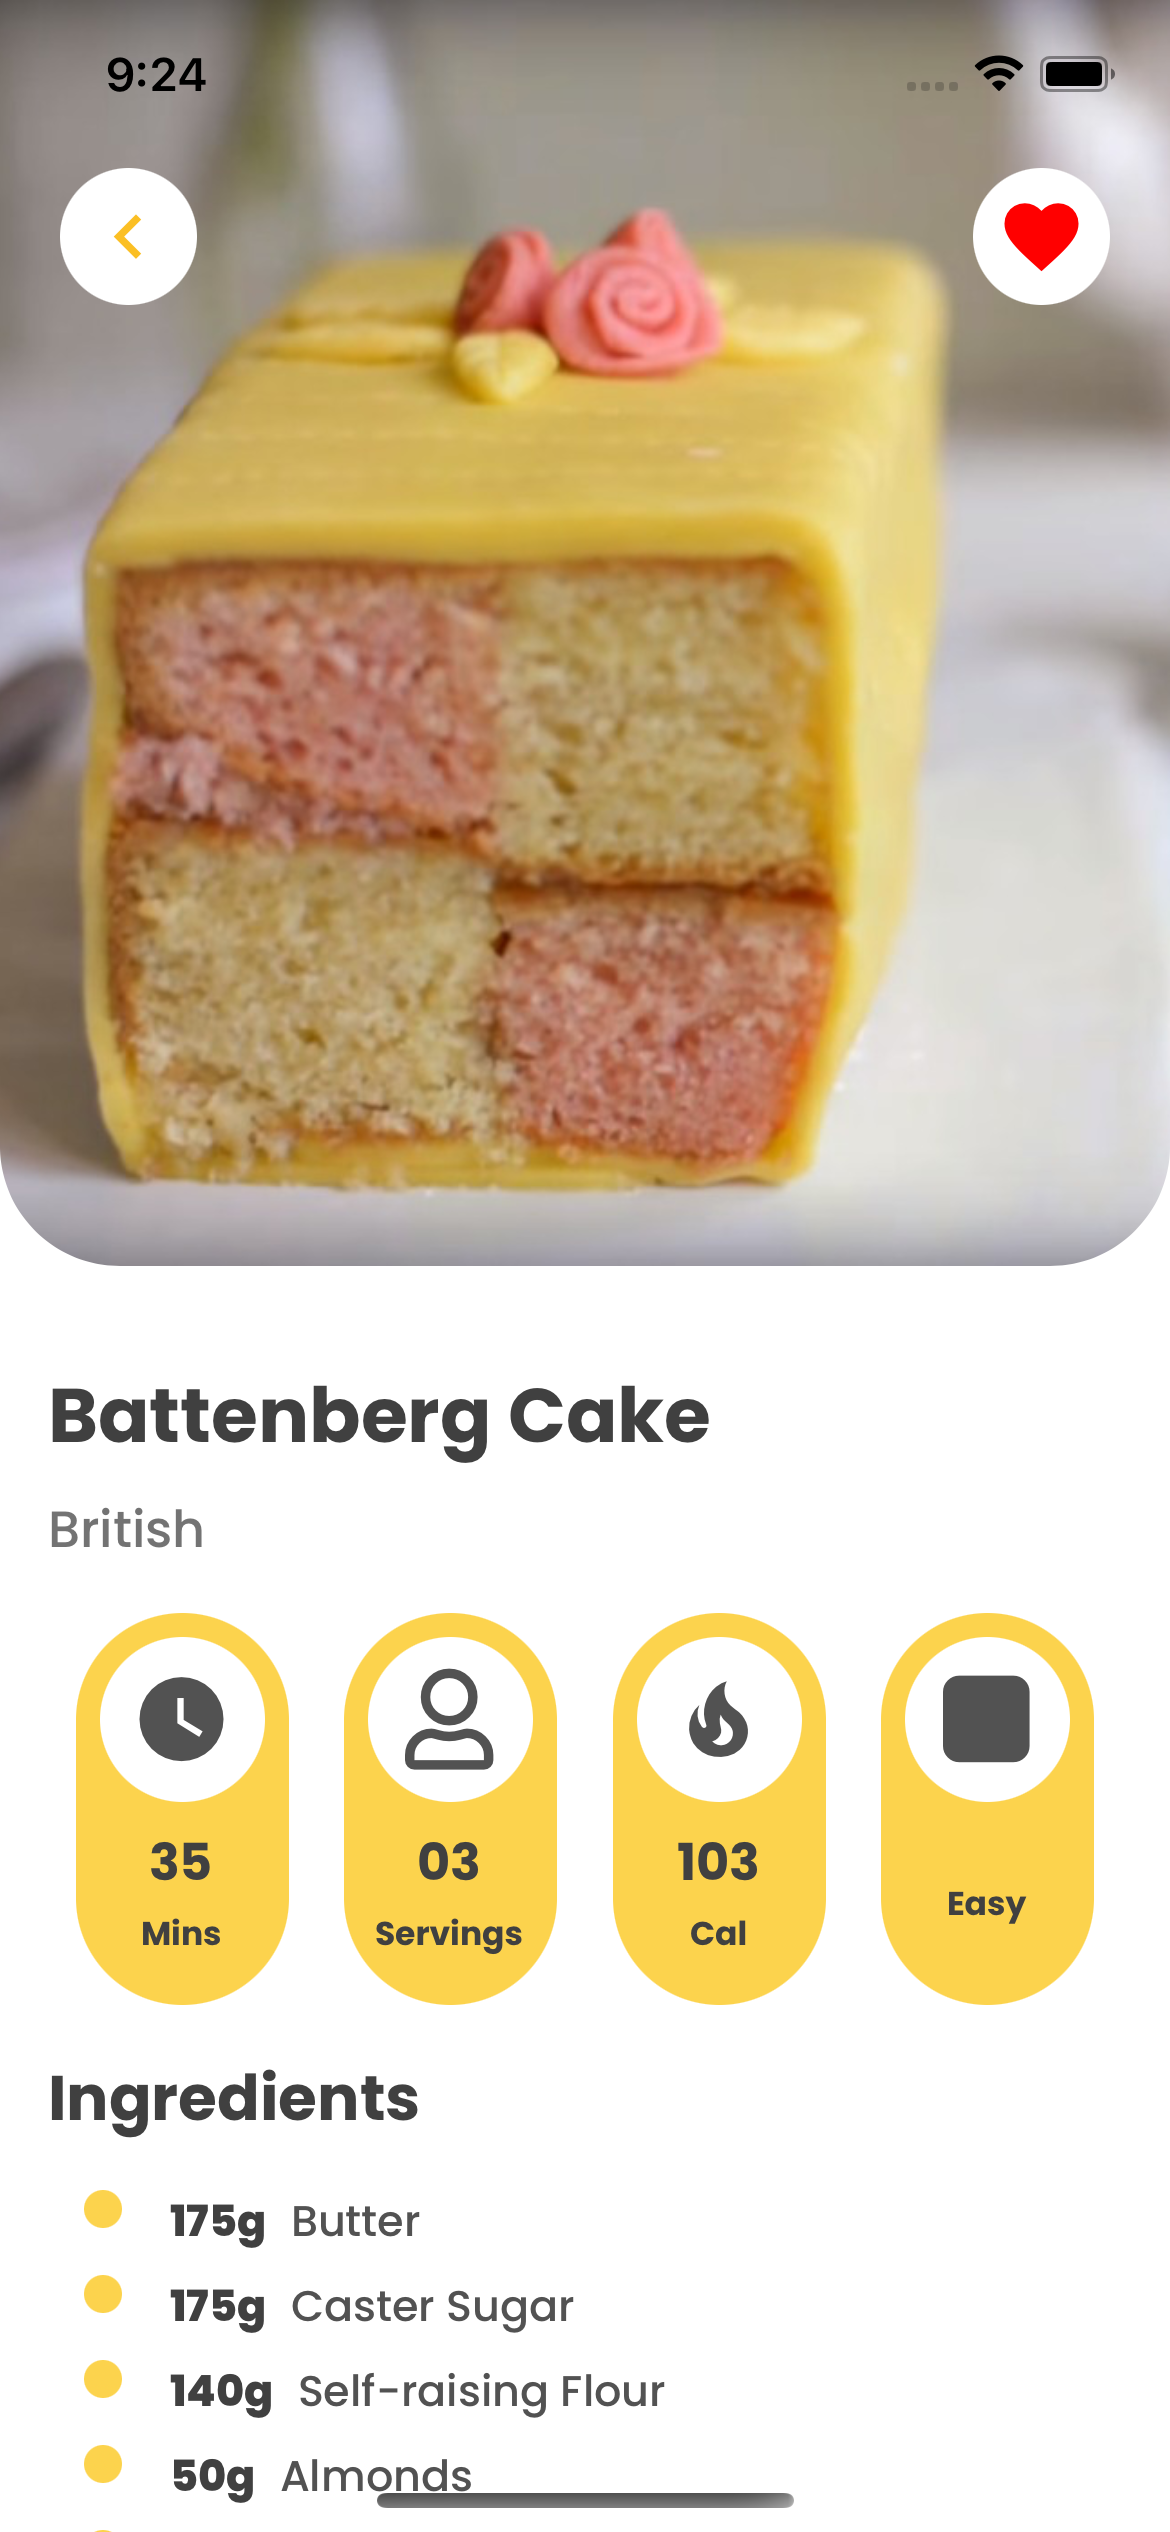 9:24
Battenberg Cake
British
35
Mins
03
Servings
103
Cal
Easy
Ingredients
175g Butter
175g Caster Sugar
140g Self-raising Flour
50g Almonds